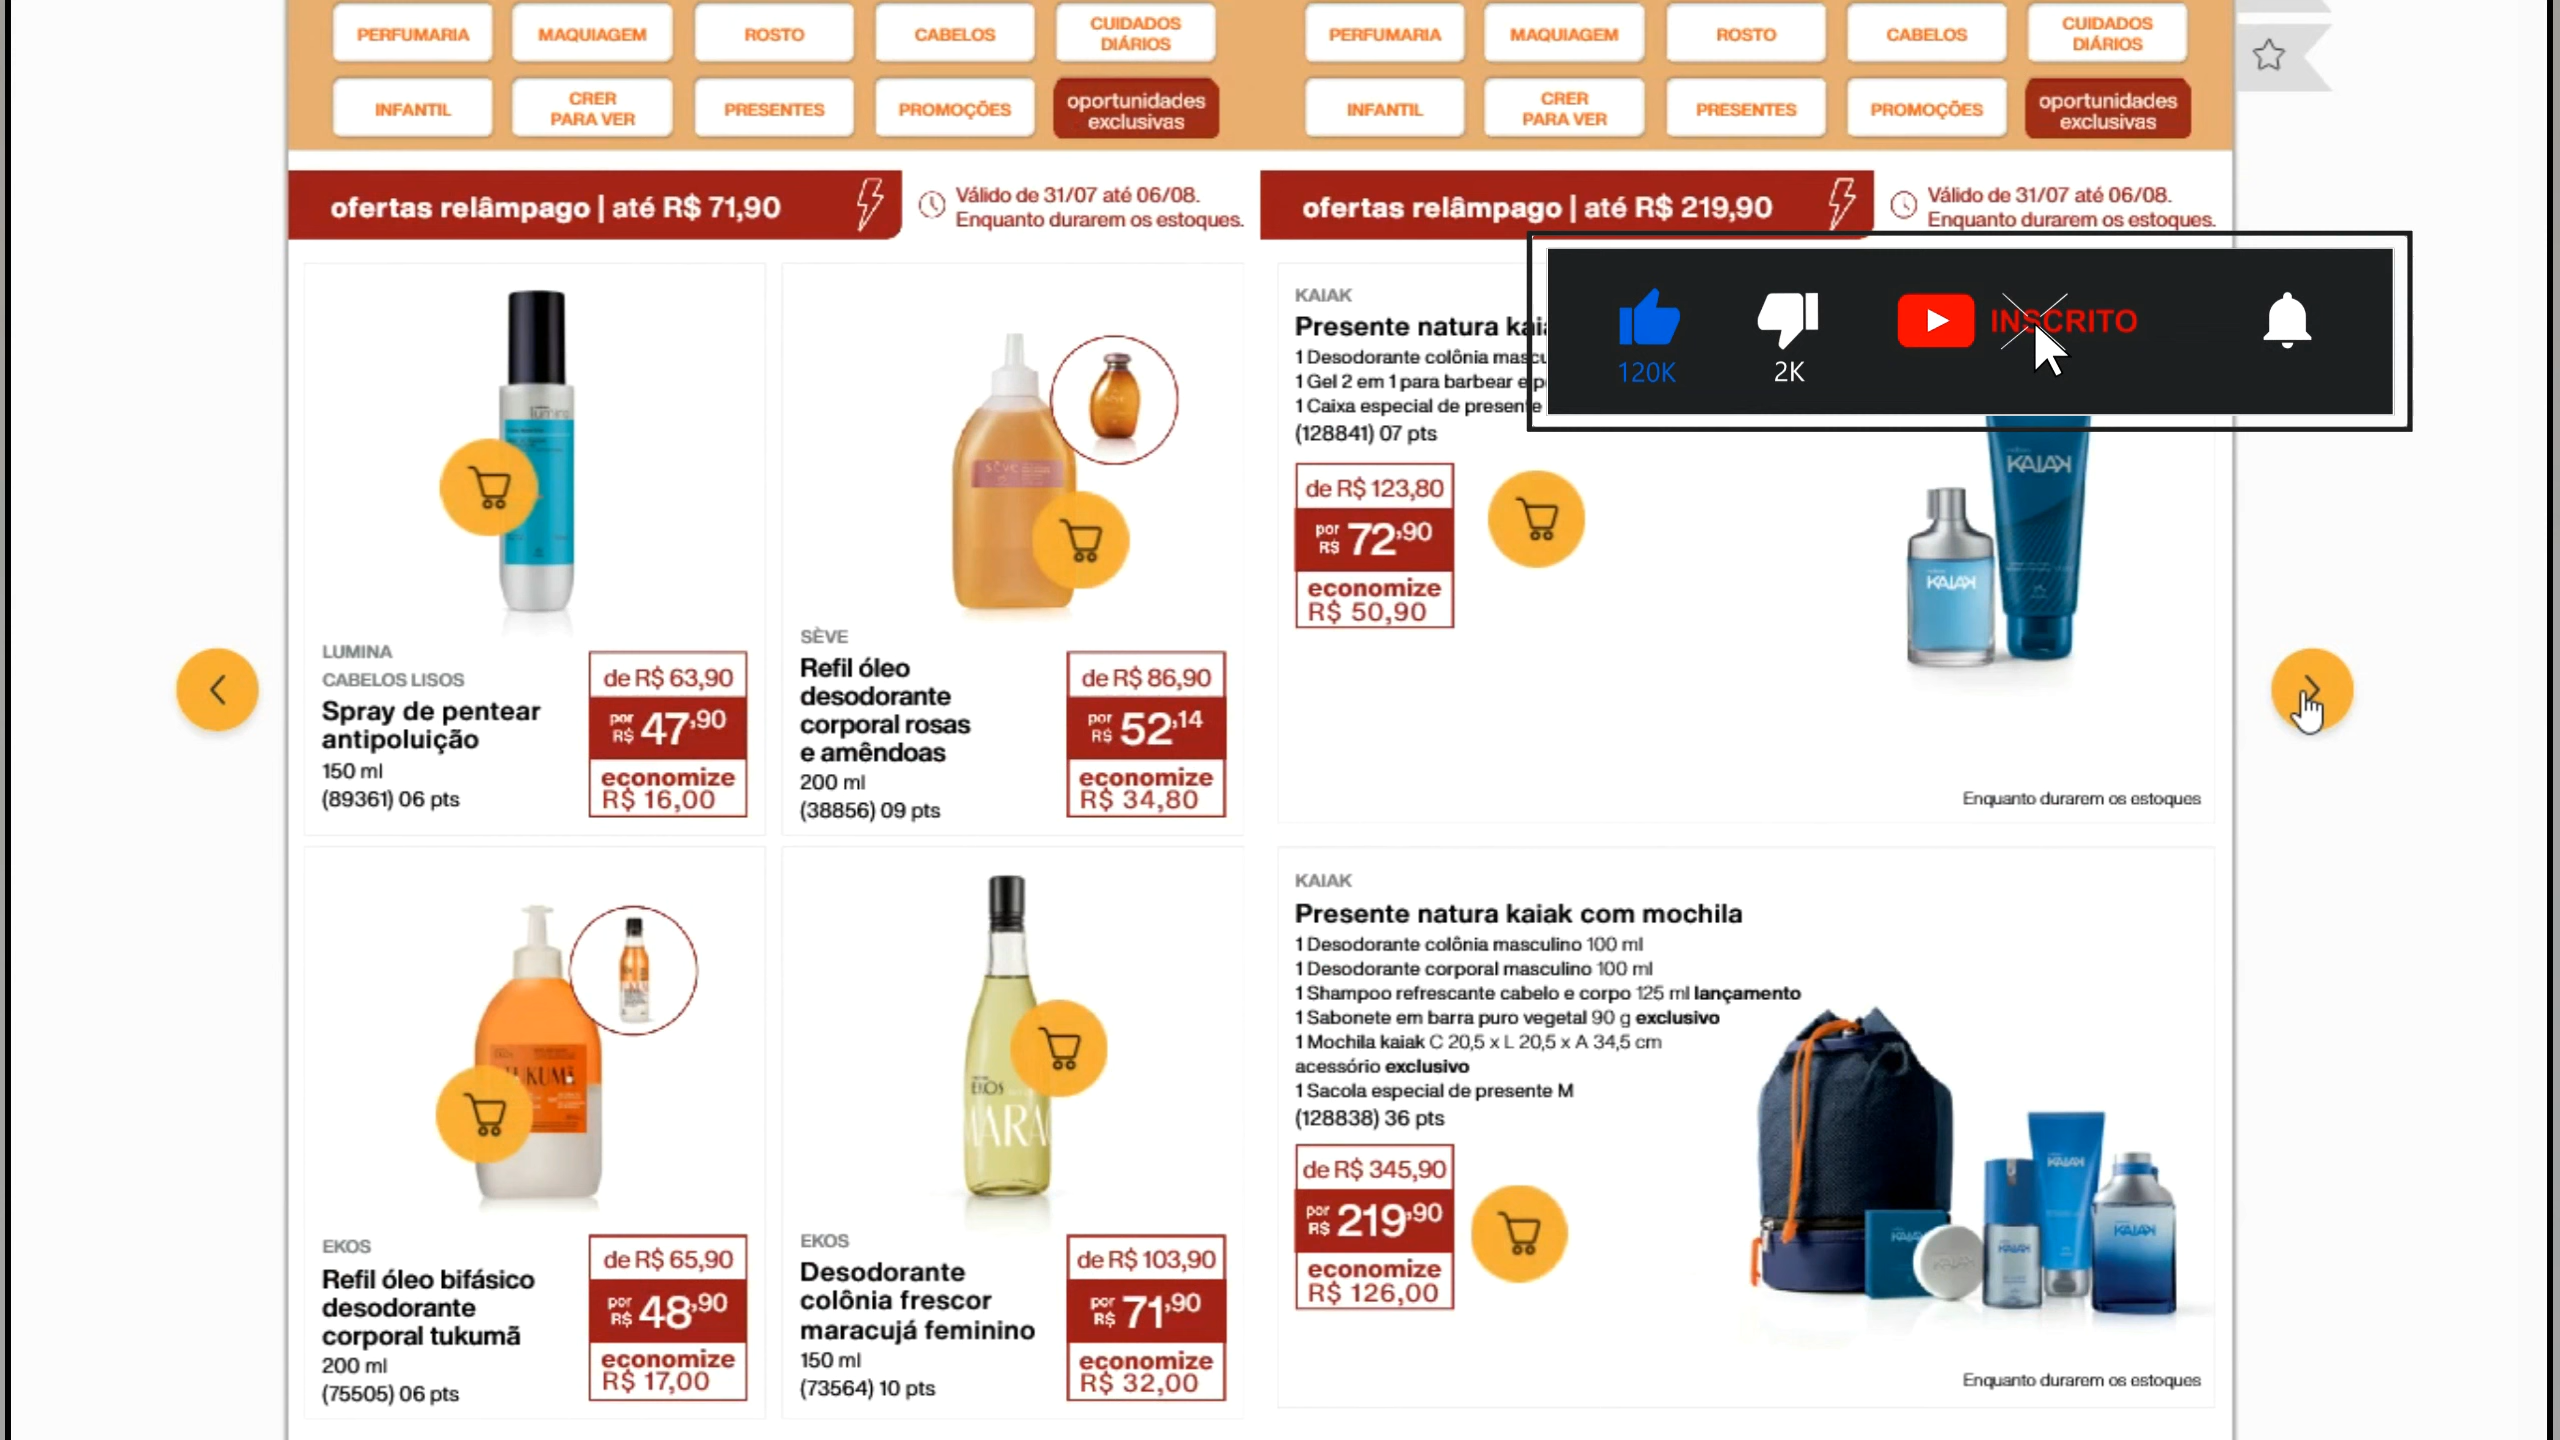 PERFUMARIA
MAQUIAGEM
ROSTO
CABELOS
CUIDADOS
DIÁRIOS
INFANTIL
CRER
PARA VER
PRESENTES
PROMOÇÕES
oportunidades
exclusivas
PERFUMARIA
MAQUIAGEM
ROSTO
CABELOS
CUIDADOS
DIÁRIOS
INFANTIL
CRER
PARA VER
PRESENTES
PROMOÇÕES
oportunidades
exclusivas
ofertas relâmpago | até R$ 71,90
Válido de 31/07 até 06/08.
Enquanto durarem os estoques.
ofertas relâmpago | até R$ 219,90
Válido de 31/07 até 06/08.
Enquanto durarem os estoques.
lumina
LUMINA
CABELOS LISOS
Spray de pentear
antipoluição
150 ml
(89361) 06 pts
de R$ 63,90
por R$ 47,90
economize
R$ 16,00
SÈVE
SÈVE
Refil óleo
desodorante
corporal rosas
e amêndoas
200 ml
(38856) 09 pts
de R$ 86,90
por R$ 52,14
economize
R$ 34,80
KAIAK
Presente natura
1 Desodorante colônia
1 Gel 2 em 1 para barbear e
1 Caixa especial de presente
(128841) 07 pts
de R$ 123,80
por R$ 72,90
economize
R$ 50,90
120K
2K
INSCRITO
KAIAK
KAIAK
Enquanto durarem os estoques
EKOS
Refil óleo bifásico
desodorante
corporal tukumã
200 ml
(75505) 06 pts
de R$ 65,90
por R$ 48,90
economize
R$ 17,00
EKOS
EKOS
Desodorante
colônia frescor
maracujá feminino
150 ml
(73564) 10 pts
de R$ 103,90
por R$ 71,90
economize
R$ 32,00
KAIAK
Presente natura kaiak com mochila
1 Desodorante colônia masculino 100 ml
1 Desodorante corporal masculino 100 ml
1 Shampoo refrescante cabelo e corpo 125 ml lançamento
1 Sabonete em barra puro vegetal 90 g exclusivo
1 Mochila kaiak C 20,5 x L 20,5 x A 34,5 cm
acessório exclusivo
1 Sacola especial de presente M
(128838) 36 pts
de R$ 345,90
por R$ 219,90
economize
R$ 126,00
KAIAK
KAIAK
KAIAK
Enquanto durarem os estoques